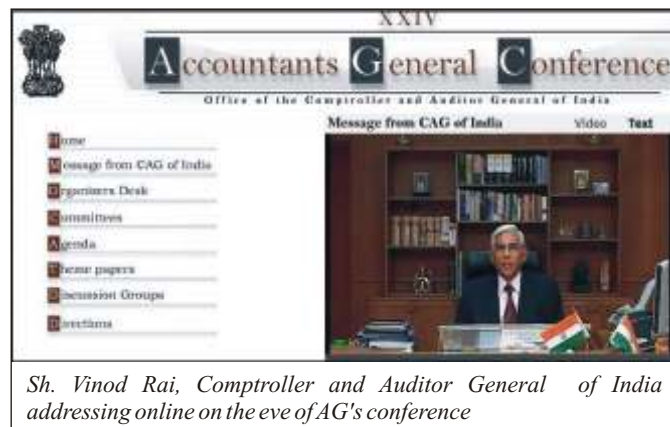 XXIV
Accountants General Conference
Office of the Comptroller and Auditor General of India
Message from CAG of India Video Text
Home
Message from CAG of India
Organizers Desk
Committees
Agenda
Theme papers
Discussion Groups
Directions
Sh. Vinod Rai, Comptroller and Auditor General of India
addressing online on the eve of AG's conference